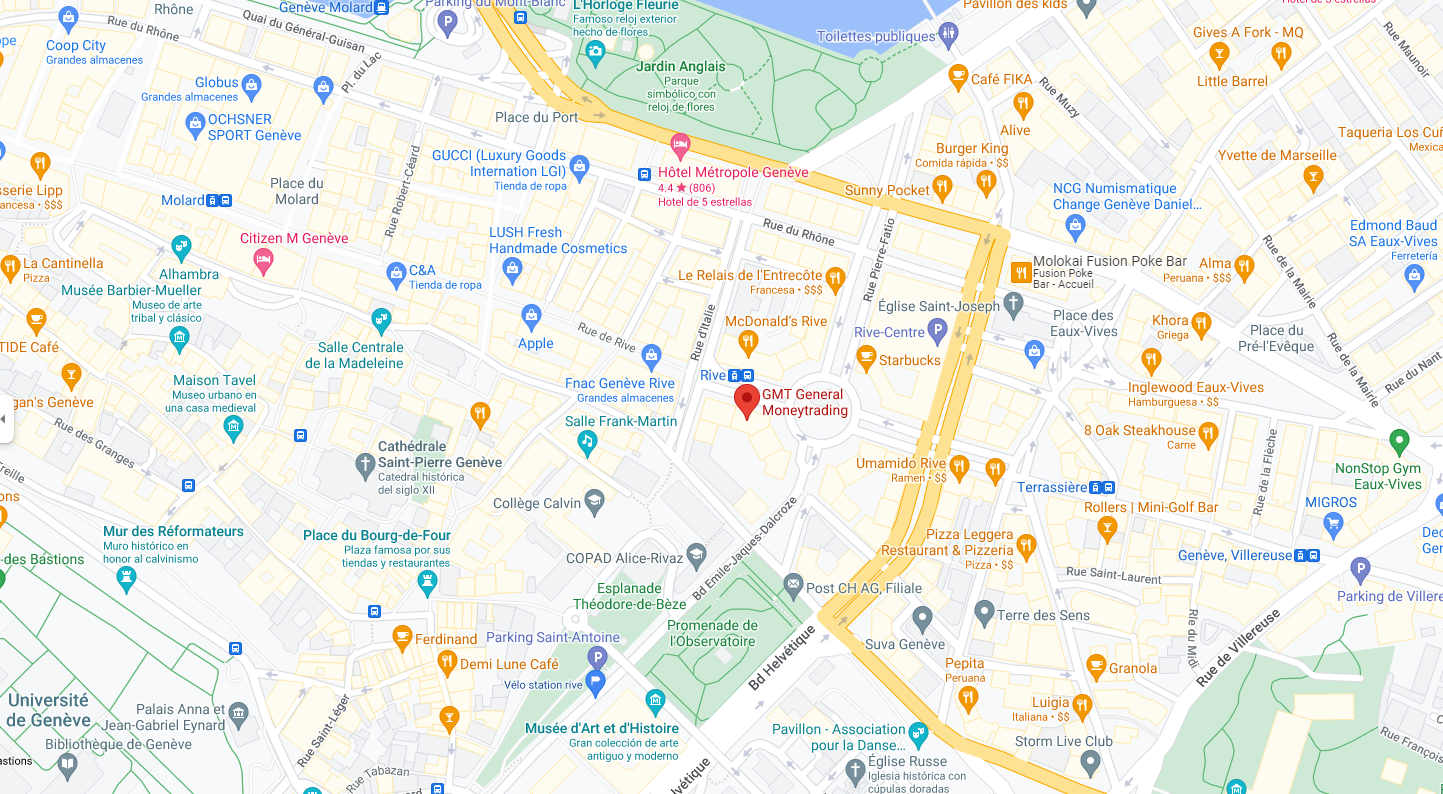 Rhône
Genève Molard
Parking du Mont-Blanc
L'Horloge Fleurie
Famoso reloj exterior
hecho de flores
Pavillon des kids
Hotel de 5 estrellas
Rue du Rhône
Quai du Général-Guisan
Toilettes publiques
Gives A Fork - MQ
Rue Maunoir
Coop City
Grandes almacenes
Pl. du Lac
Jardin Anglais
Parque
simbólico con
reloj de flores
Café FIKA
Little Barrel
Globus
Grandes almacenes
Rue Muzy
OCHSNER
SPORT Genève
Place du Port
Alive
Taqueria Los
Mexica
Burger King
Comida rápida • $$
GUCCI (Luxury Goods
Internation LGI)
Tienda de ropa
Yvette de Marseille
Hôtel Métropole Genève
4.4 ★ (806)
Hotel de 5 estrellas
sserie Lipp
ancesa • $$$
Place du
Molard
Molard
Rue Robert-Céard
Sunny Pocket
NCG Numismatique
Change Genève Daniel...
Rue du Rhône
Rue Pierre-Fatio
Edmond Baud
SA Eaux-Vives
Ferretería
Citizen M Genève
LUSH Fresh
Handmade Cosmetics
Rue de la Mairie
La Cantinella
Pizza
Alhambra
C&A
Tienda de ropa
Le Relais de l'Entrecôte
Francesa • $$$
Molokai Fusion Poke Bar
Fusion Poke
Bar - Accueil
Alma
Peruana • $$$
Musée Barbier-Mueller
Museo de arte
tribal y clásico
Église Saint-Joseph
Rue d'Italie
McDonald's Rive
Rive-Centre
Place des
Eaux-Vives
Khora
Griega
Place du
Pré-l'Evêque
Rue de la Mairie
Rue de Rive
Apple
TIDE Café
Salle Centrale
de la Madeleine
Starbucks
Rue du Nant
Maison Tavel
Museo urbano en
una casa medieval
Rive
Fnac Genève Rive
Grandes almacenes
Inglewood Eaux-Vives
Hamburguesa • $$
gan's Genève
GMT General
Moneytrading
Salle Frank-Martin
8 Oak Steakhouse
Carne
Rue des Granges
Cathédrale
Saint-Pierre Genève
Catedral histórica
del siglo XII
Umamido Rive
Ramen • $$
Rue de la Flèche
NonStop Gym
Eaux-Vives
Terrassière
Collège Calvin
Rollers | Mini-Golf Bar
MIGROS
Mur des Réformateurs
Muro histórico en
honor al calvinismo
Place du Bourg-de-Four
Plaza famosa por sus
tiendas y restaurantes
Bd Emile-Jaques-Dalcroze
Pizza Leggera
Restaurant & Pizzeria
Pizza • $$
des Bastions
COPAD Alice-Rivaz
Genève, Villereuse
Rue Saint-Laurent
Esplanade
Théodore-de-Bèze
Post CH AG, Filiale
Parking de Villere
Terre des Sens
Promenade de
l'Observatoire
Ferdinand
Parking Saint-Antoine
Bd Helvétique
Suva Genève
Rue du Midi
Rue de Villereuse
Demi Lune Café
Pepita
Peruana
Granola
Vélo station rive
Université
de Genève
Palais Anna et
Jean-Gabriel Eynard
Rue Saint-Léger
Luigia
Italiana • $$
Musée d'Art et d'Histoire
Gran colección de arte
antiguo y moderno
Pavillon - Association
pour la Danse...
Bibliothèque de Genève
Storm Live Club
Rue François
astions
Rue Tabazan
Helvétique
Église Russe
Iglesia histórica con
cúpulas doradas